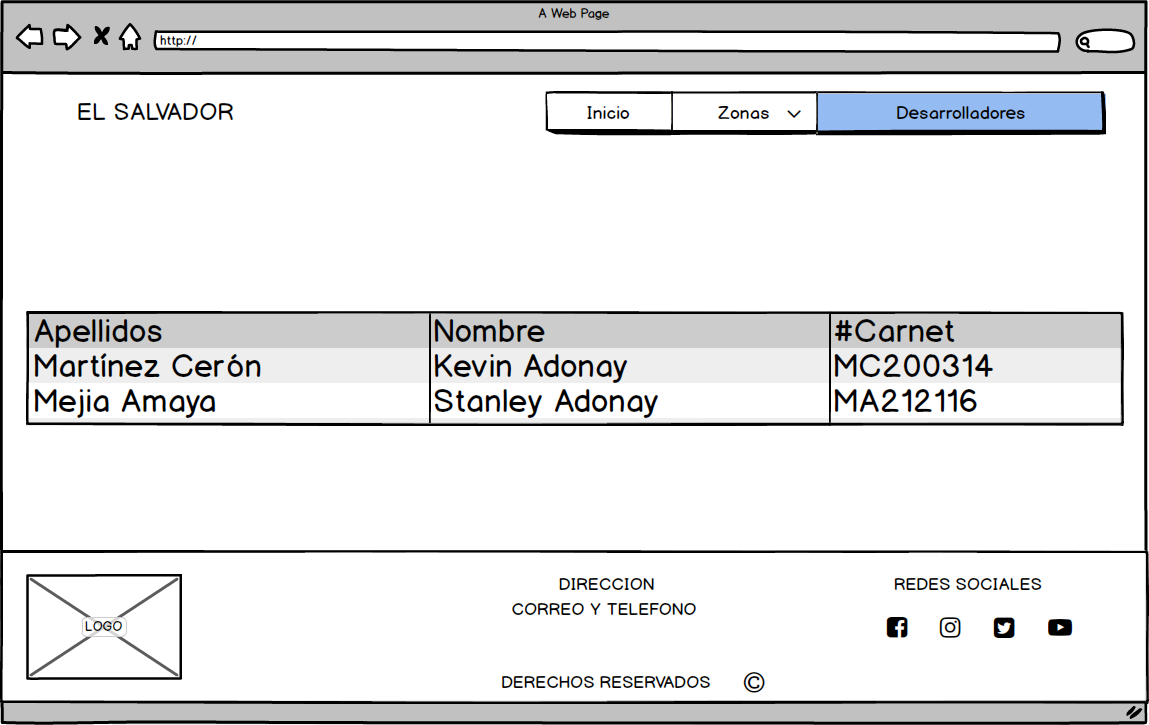 A Web Page
http://
EL SALVADOR
Inicio
Zonas
Desarrolladores
Apellidos Nombre #Carnet
Martínez Cerón Kevin Adonay MC200314
Mejia Amaya Stanley Adonay MA212116
LOGO
DIRECCION
CORREO Y TELEFONO
REDES SOCIALES
DERECHOS RESERVADOS ©